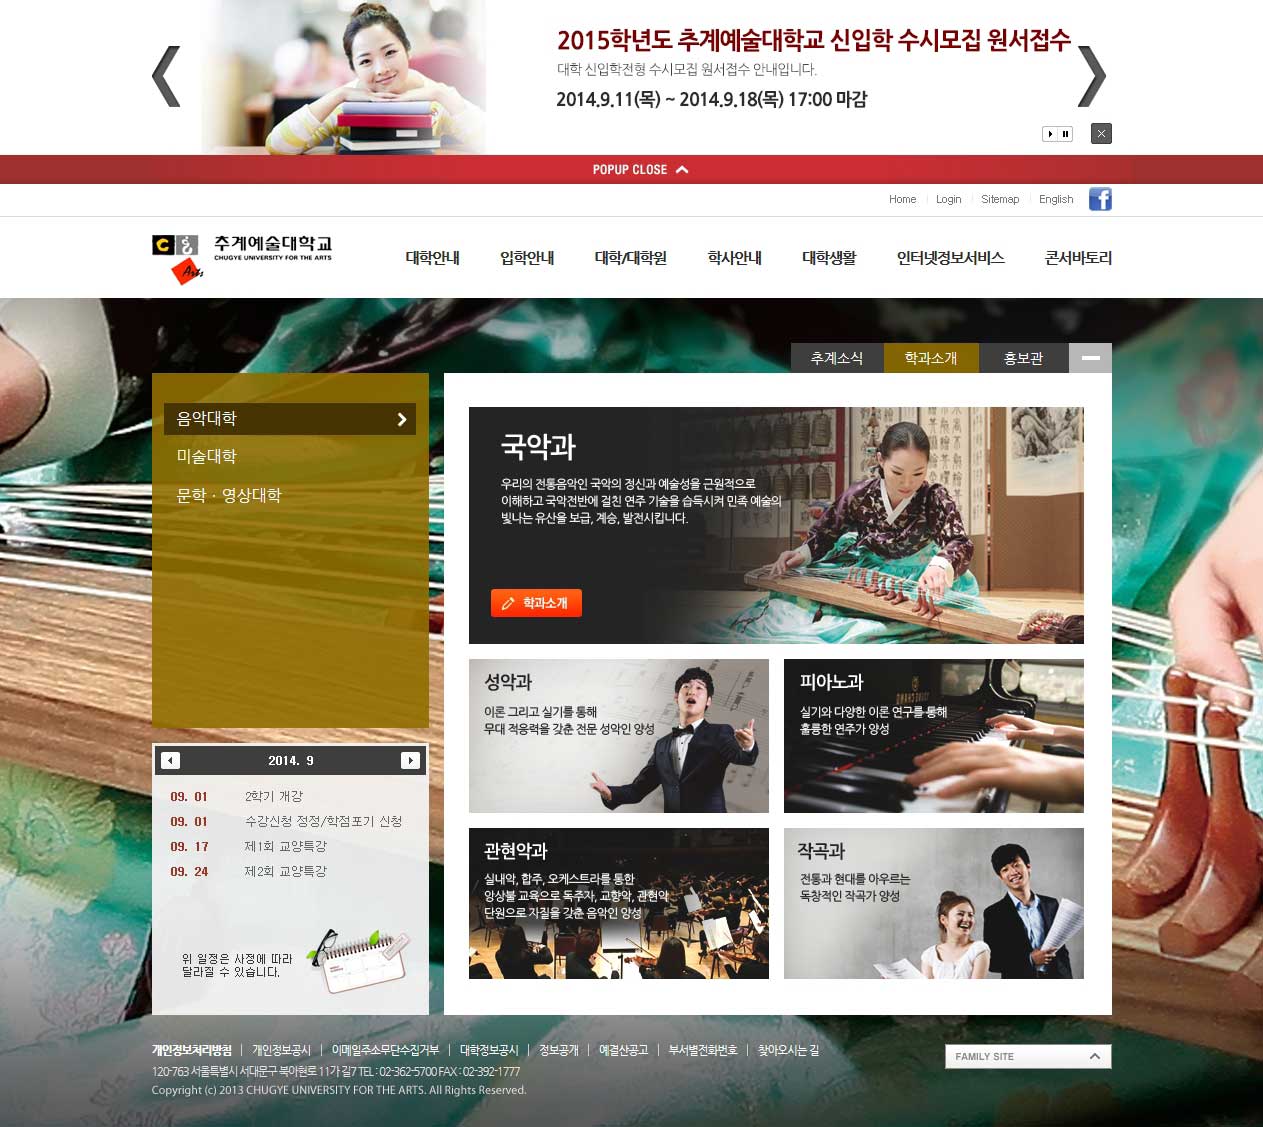 2015학년도 추계예술대학교 신입학 수시모집 원서접수
대학 신입학전형 수시모집 원서접수 안내입니다.
2014.9.11(목) ~ 2014.9.18(목) 17:00 마감
POPUP CLOSE
Home
Login
Sitemap
English
f
추계예술대학교
CHUGYE UNIVERSITY FOR THE ARTS
Arts
대학안내
입학안내
대학/대학원
학사안내
대학생활
인터넷정보서비스
콘서바토리
추계소식
학과소개
홍보관
음악대학
미술대학
문학 · 영상대학
국악과
우리의 전통음악인 국악의 정신과 예술성을 근원적으로
이해하고 국악전반에 걸친 연주 기술을 습득시켜 민족 예술의
빛나는 유산을 보급, 계승, 발전시킵니다.
학과소개
성악과
이론 그리고 실기를 통해
무대 적응력을 갖춘 전문 성악인 양성
피아노과
실기와 다양한 이론 연구를 통해
훌륭한 연주가 양성
관현악과
실내악, 합주, 오케스트라를 통한
앙상블 교육으로 독주자, 교향악, 관현악
단원으로 자질을 갖춘 음악인 양성
작곡과
전통과 현대를 아우르는
독창적인 작곡가 양성
2014. 9
09. 01 2학기 개강
09. 01 수강신청 정정/학점포기 신청
09. 17 제1회 교양특강
09. 24 제2회 교양특강
위 일정은 사정에 따라
달라질 수 있습니다.
개인정보처리방침 | 개인정보공시 | 이메일주소무단수집거부 | 대학정보공시 | 정보공개 | 예결산공고 | 부서별전화번호 | 찾아오시는 길
120-763 서울특별시 서대문구 북아현로 11가 길7 TEL : 02-362-5700 FAX : 02-392-1777
Copyright (c) 2013 CHUGYE UNIVERSITY FOR THE ARTS. All Rights Reserved.
FAMILY SITE